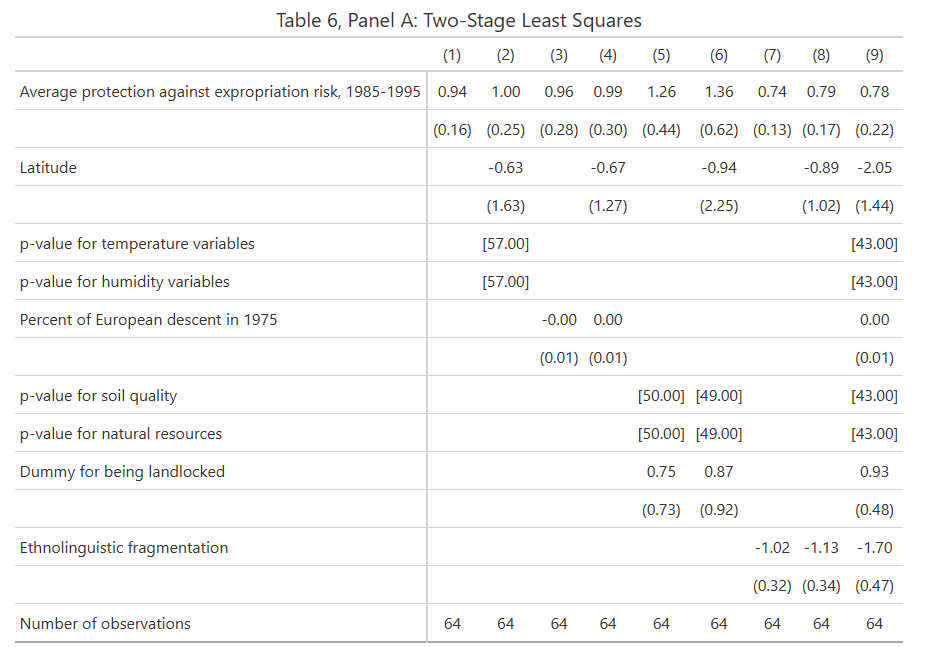 Table 6, Panel A: Two-Stage Least Squares
(1) (2) (3) (4) (5) (6) (7) (8) (9)
Average protection against expropriation risk, 1985-1995 0.94 1.00 0.96 0.99 1.26 1.36 0.74 0.79 0.78
(0.16) (0.25) (0.28) (0.30) (0.44) (0.62) (0.13) (0.17) (0.22)
Latitude -0.63 -0.67 -0.94 -0.89 -2.05
(1.63) (1.27) (2.25) (1.02) (1.44)
p-value for temperature variables [57.00] [43.00]
p-value for humidity variables [57.00] [43.00]
Percent of European descent in 1975 -0.00 0.00 0.00
(0.01) (0.01) (0.01)
p-value for soil quality [50.00] [49.00] [43.00]
p-value for natural resources [50.00] [49.00] [43.00]
Dummy for being landlocked 0.75 0.87 0.93
(0.73) (0.92) (0.48)
Ethnolinguistic fragmentation -1.02 -1.13 -1.70
(0.32) (0.34) (0.47)
Number of observations 64 64 64 64 64 64 64 64 64